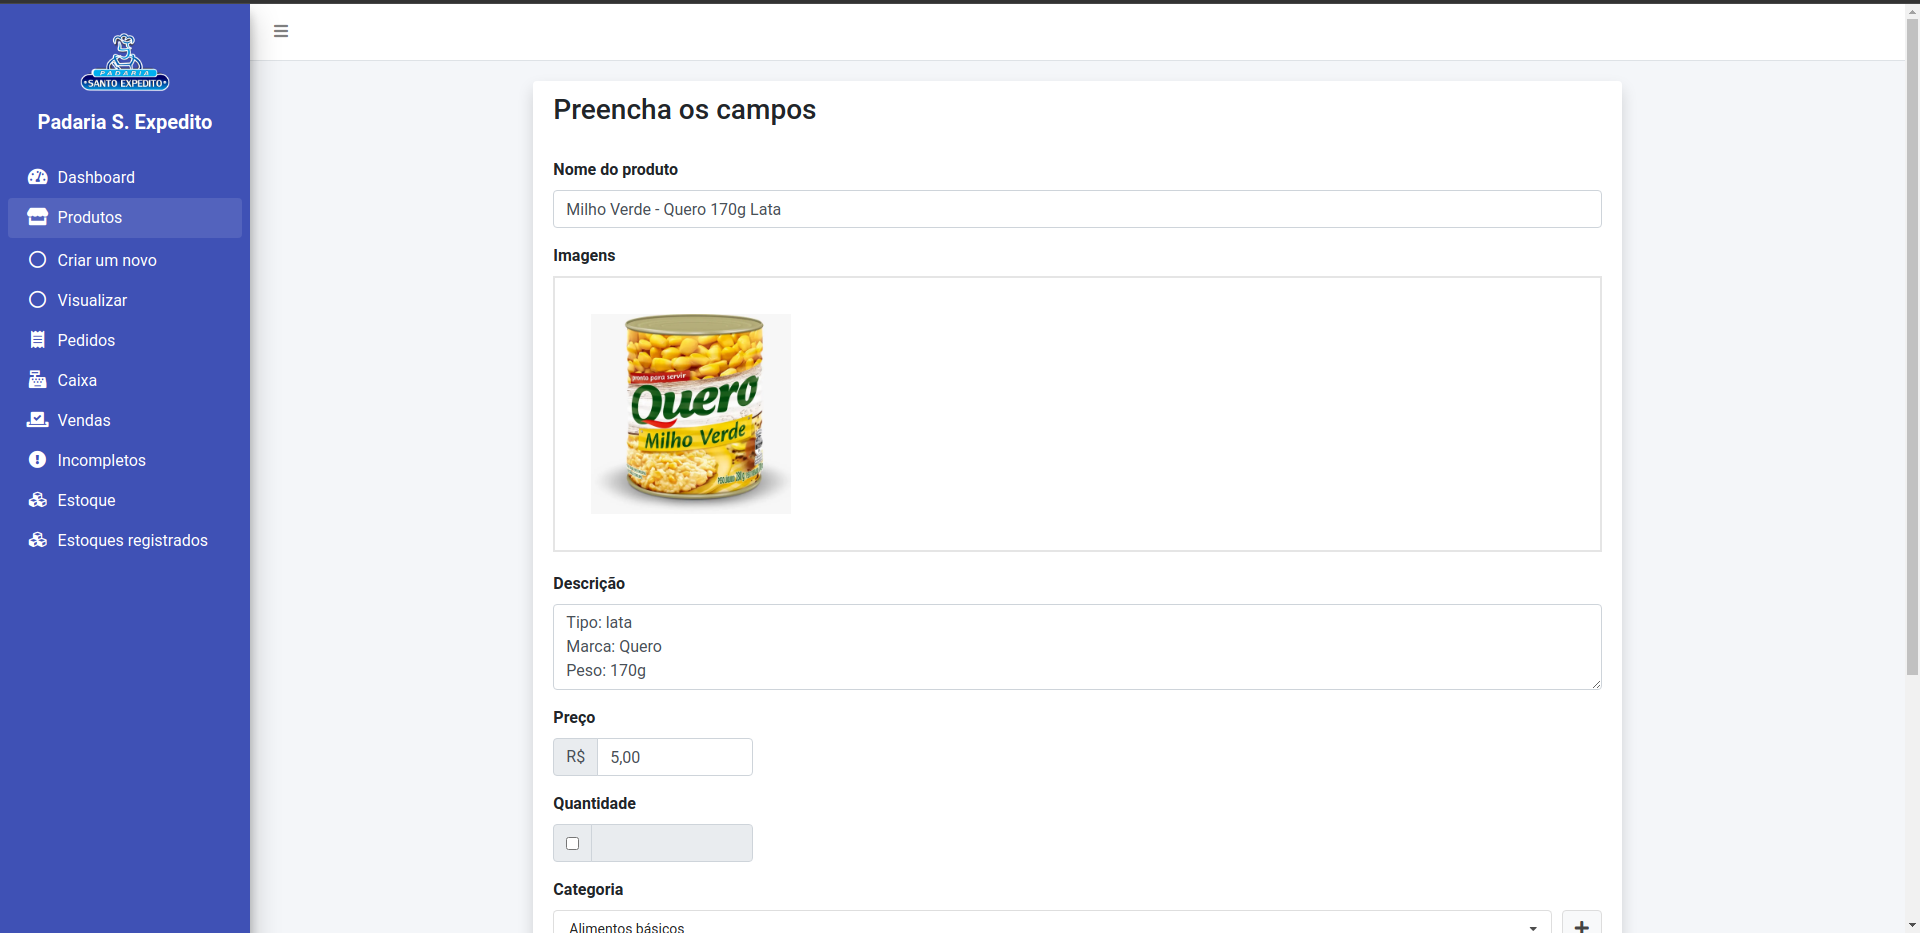 PADARIA
SANTO EXPEDITO
Padaria S. Expedito
Dashboard
Produtos
Criar um novo
Visualizar
Pedidos
Caixa
Vendas
Incompletos
Estoque
Estoques registrados
Preencha os campos
Nome do produto
Milho Verde - Quero 170g Lata
Imagens
pronto para servir
Quero
Milho Verde
Descrição
Tipo: lata
Marca: Quero
Peso: 170g
Preço
R$ 5,00
Quantidade
Categoria
Alimentos básicos